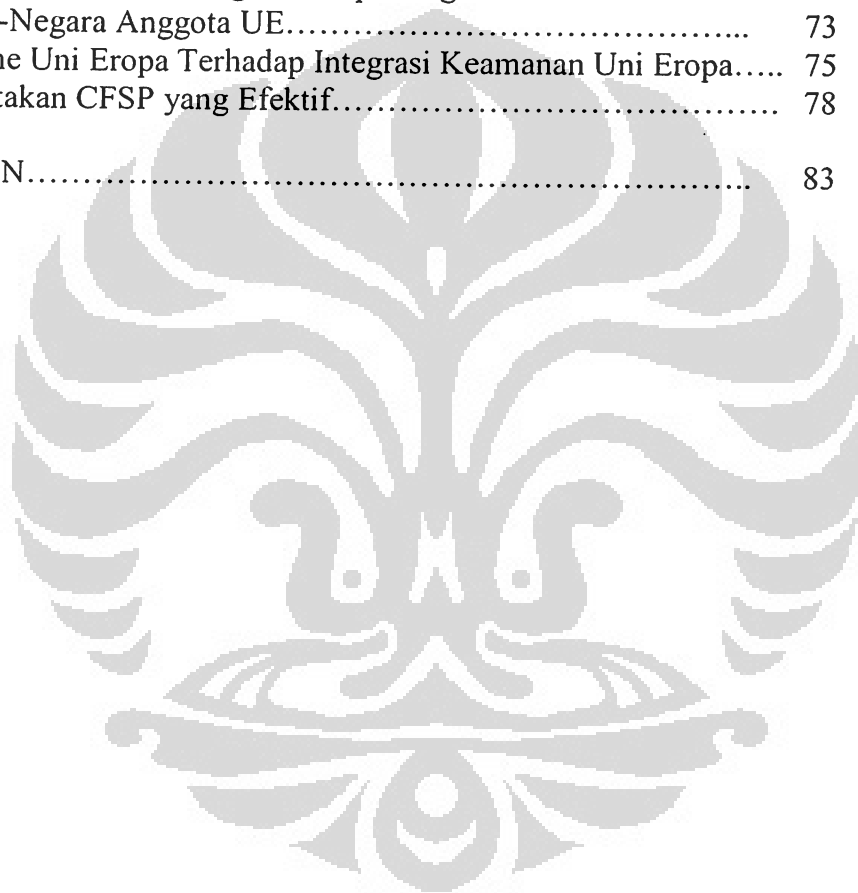 -Negara Anggota UE................................................ 73
ne Uni Eropa Terhadap Integrasi Keamanan Uni Eropa..... 75
takan CFSP yang Efektif............................................ 78
N............................................................................ 83